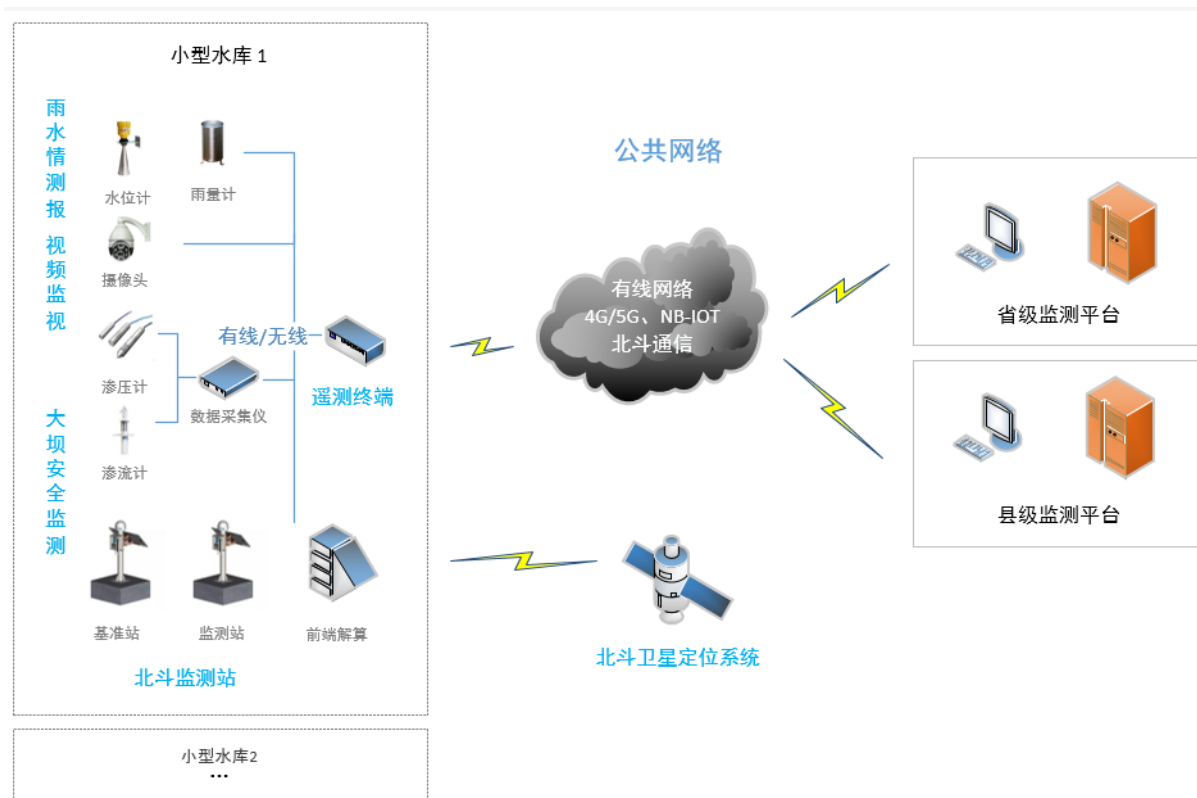 小型水库 1
雨水情测报
水位计
雨量计
视频监视
摄像头
有线/无线
渗压计
数据采集仪
遥测终端
大坝安全监测
渗流计
基准站
监测站
前端解算
北斗监测站
小型水库2
...
公共网络
有线网络
4G/5G、NB-IOT
北斗通信
北斗卫星定位系统
省级监测平台
县级监测平台